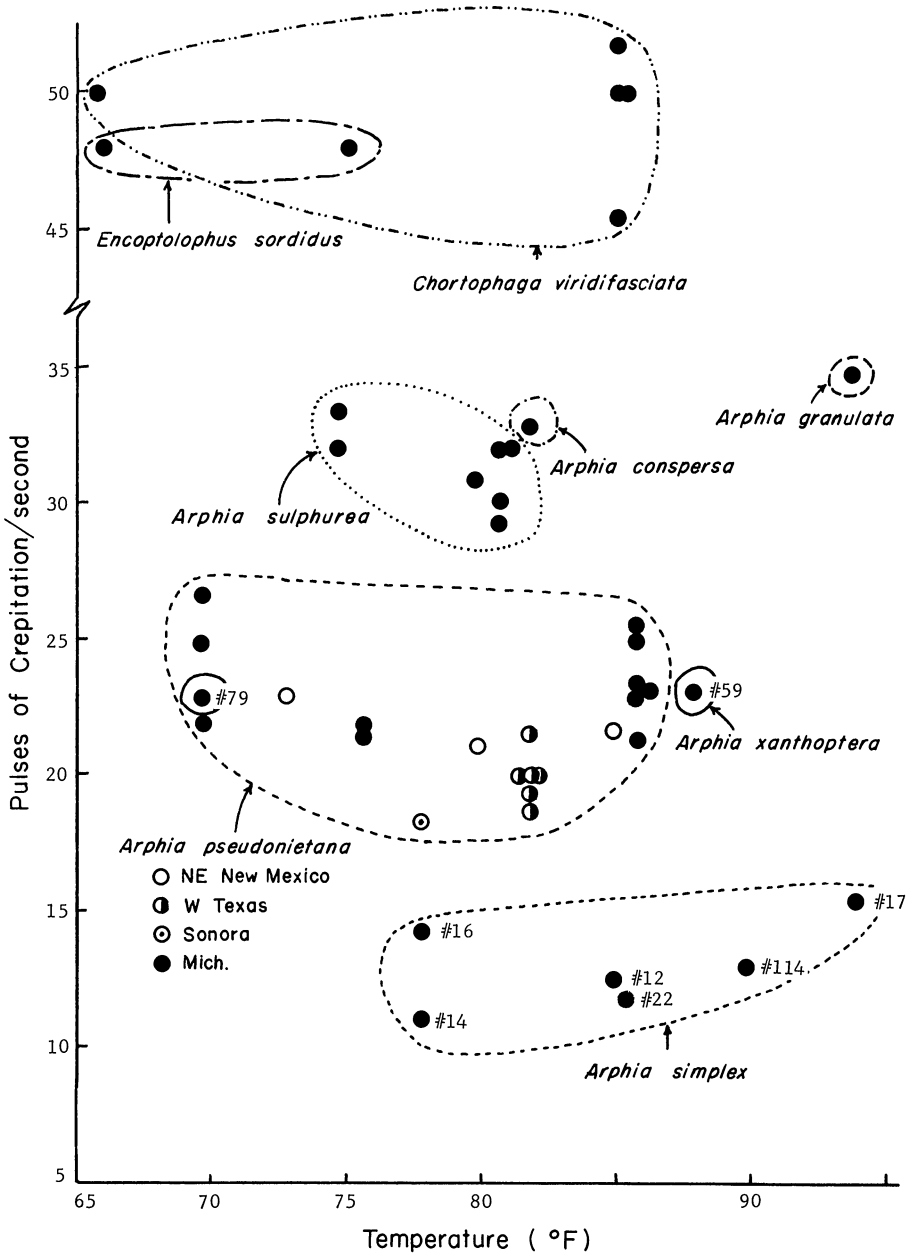 50
45
Encoptolophus sordidus
Chortophaga viridifasciata
35
Arphia granulata
Arphia conspersa
Arphia sulphurea
30
Pulses of Crepitation/second
25
#79
#59
Arphia xanthoptera
20
Arphia pseudonietana
NE New Mexico
W Texas
Sonora
Mich.
15
#17
#16
#114
#12
#22
#14
10
Arphia simplex
5
65 70 75 80 90
Temperature ( °F)